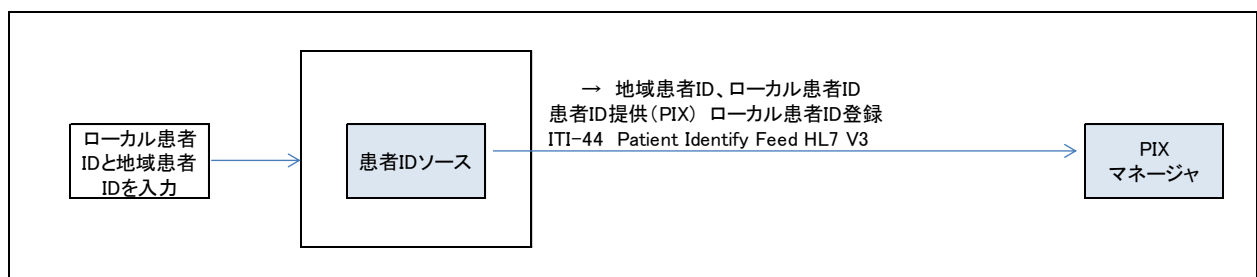 ローカル患者
IDと地域患者
IDを入力
患者IDソース
→ 地域患者ID、ローカル患者ID
患者ID提供(PIX) ローカル患者ID登録
ITI-44 Patient Identify Feed HL7 V3
PIX
マネージャ